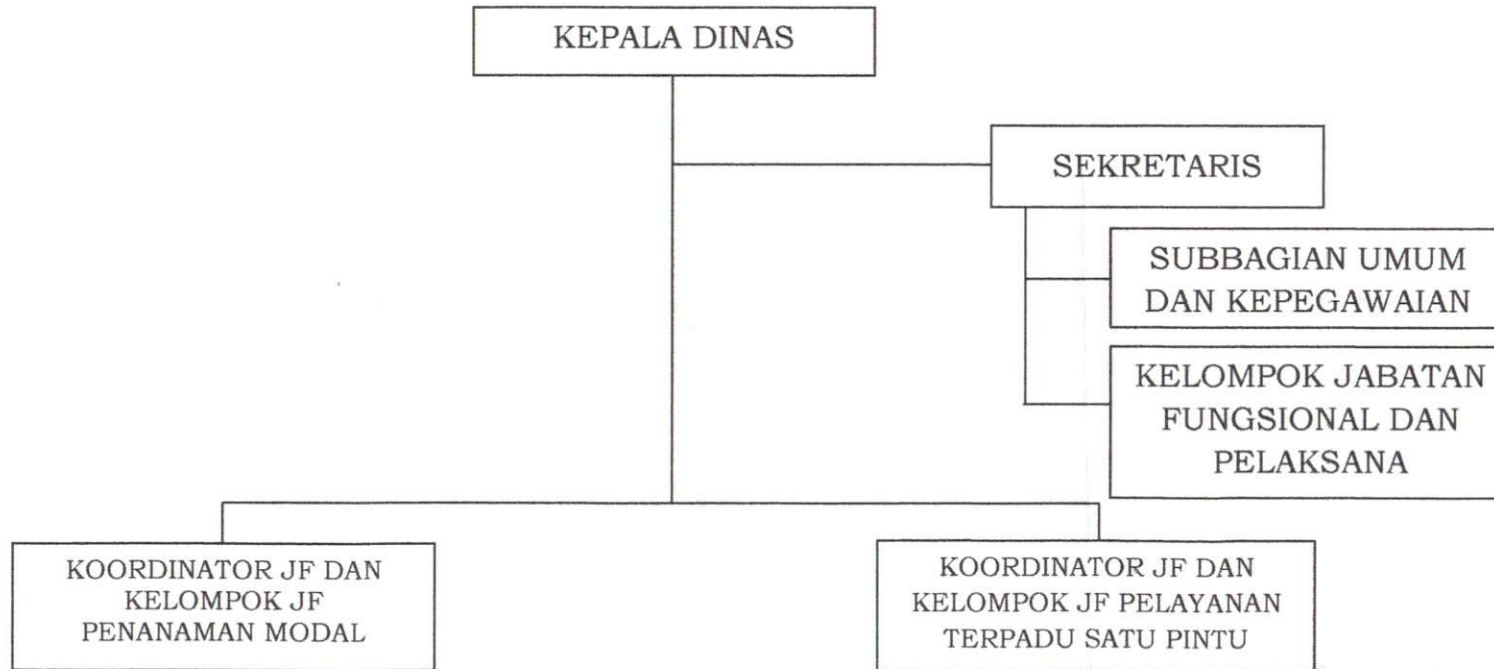 KEPALA DINAS
SEKRETARIS
SUBBAGIAN UMUM
DAN KEPEGAWAIAN
KELOMPOK JABATAN
FUNGSIONAL DAN
PELAKSANA
KOORDINATOR JF DAN
KELOMPOK JF
PENANAMAN MODAL
KOORDINATOR JF DAN
KELOMPOK JF PELAYANAN
TERPADU SATU PINTU